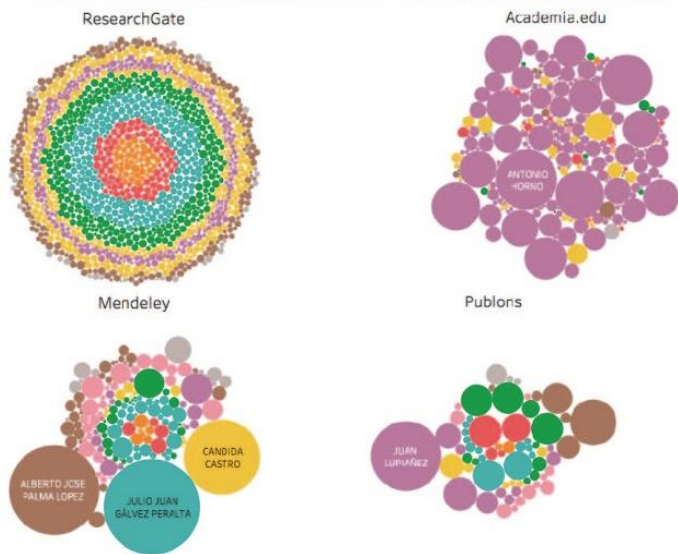 ResearchGate
Academia.edu
ANTONIO
HORNO
Mendeley
Publons
CANDIDA
CASTRO
ALBERTO JOSE
PALMA LOPEZ
JULIO JUAN
GÁLVEZ PERALTA
JUAN
LUPIAÑEZ